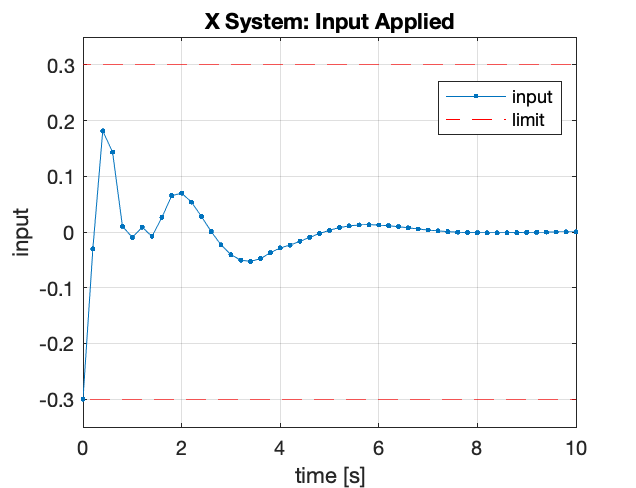 X System: Input Applied
0.3
0.2
0.1
0
-0.1
-0.2
-0.3
input
input
limit
0 2 4 6 8 10
time [s]